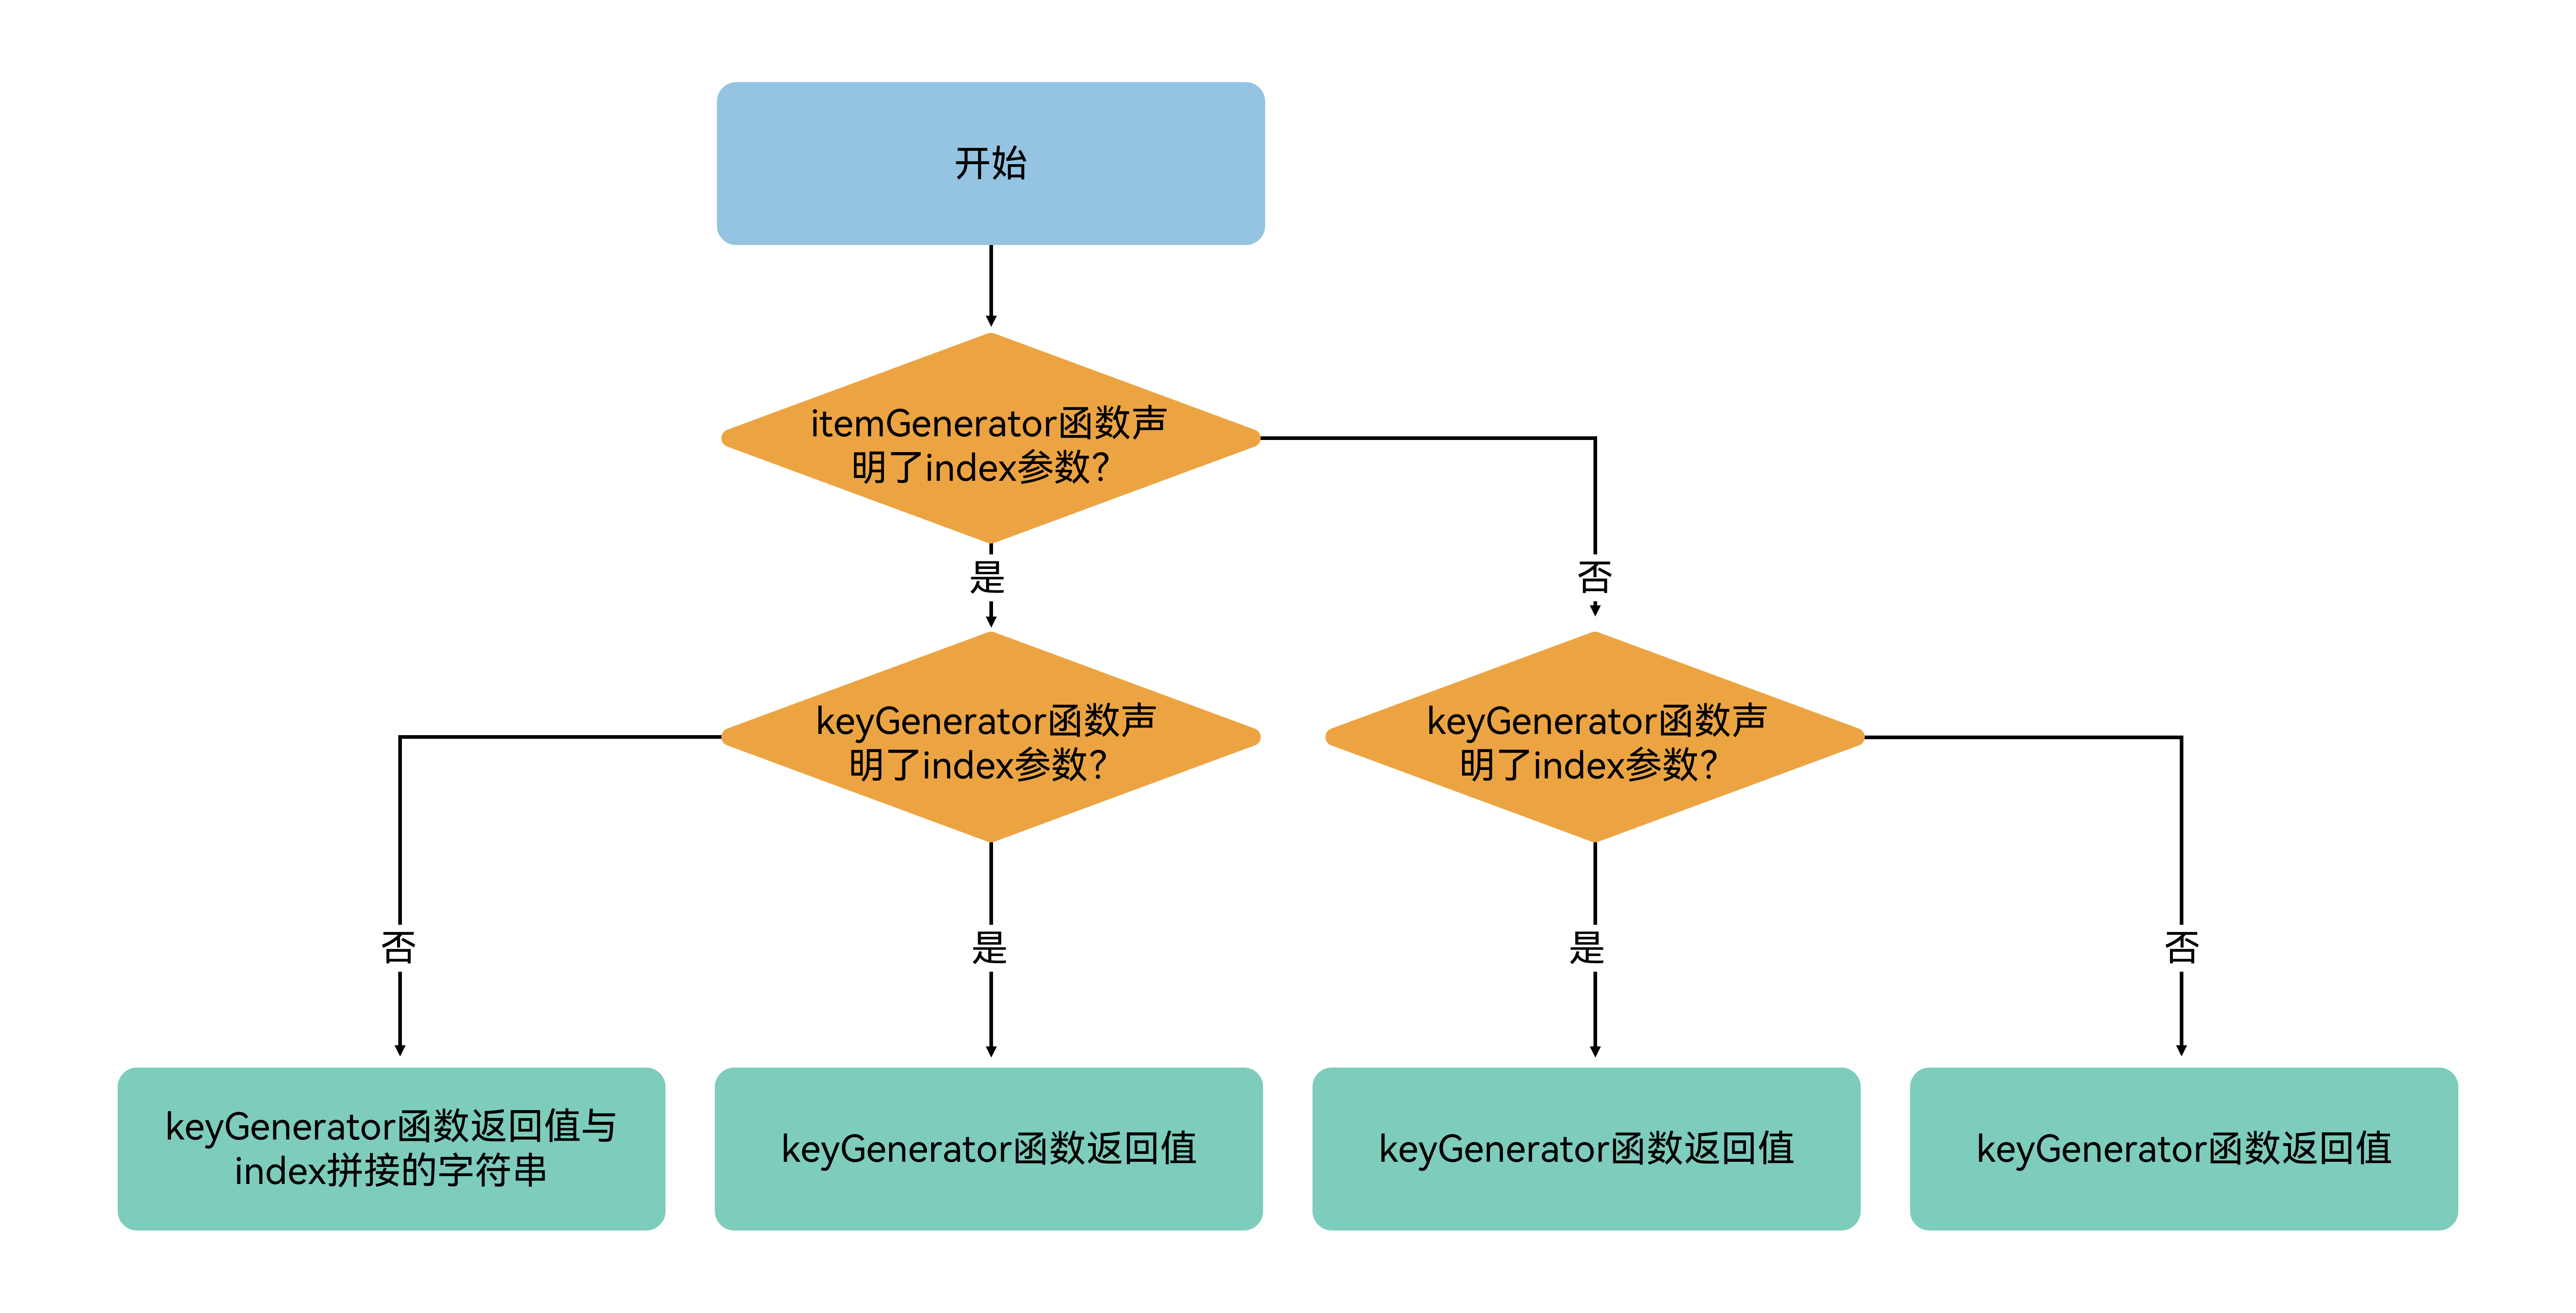 开始
itemGenerator函数声
明了index参数？
是
否
keyGenerator函数声
明了index参数？
keyGenerator函数声
明了index参数？
否
是
是
否
keyGenerator函数返回值与
index拼接的字符串
keyGenerator函数返回值
keyGenerator函数返回值
keyGenerator函数返回值